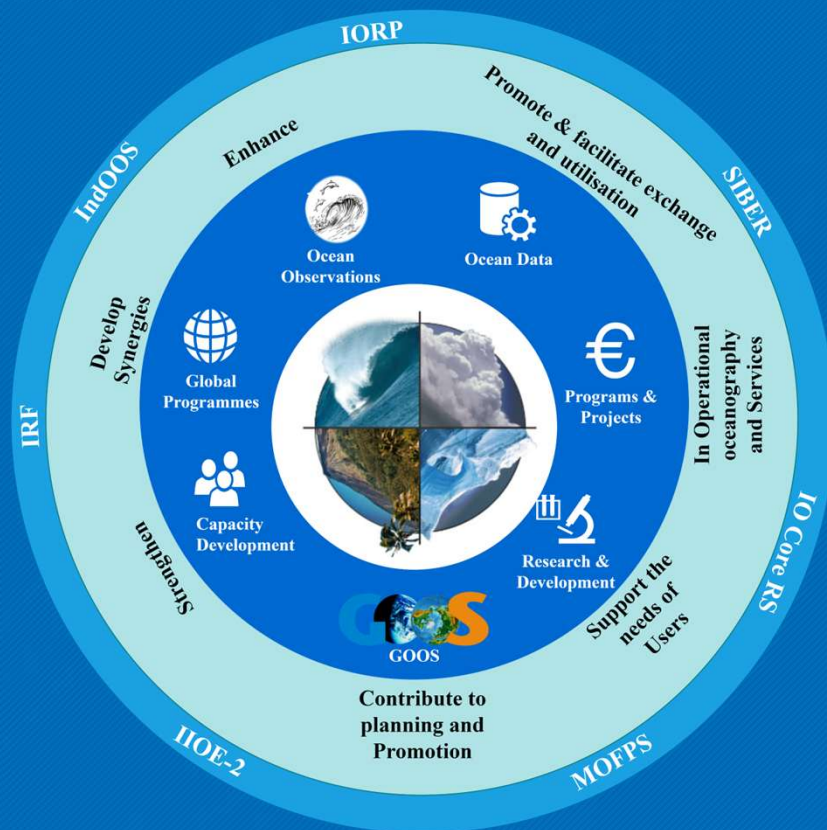 IORP
SIBER
IO Core RS
MOFPS
IIOE-2
IRF
IndOOS
Enhance
Promote & facilitate exchange
and utilisation
In Operational
oceanography
and Services
Support the
needs of
Users
Contribute to
planning and
Promotion
Strengthen
Develop
Synergies
Ocean
Observations
Ocean Data
Programs &
Projects
Research &
Development
GOOS
GOOS
Capacity
Development
Global
Programmes